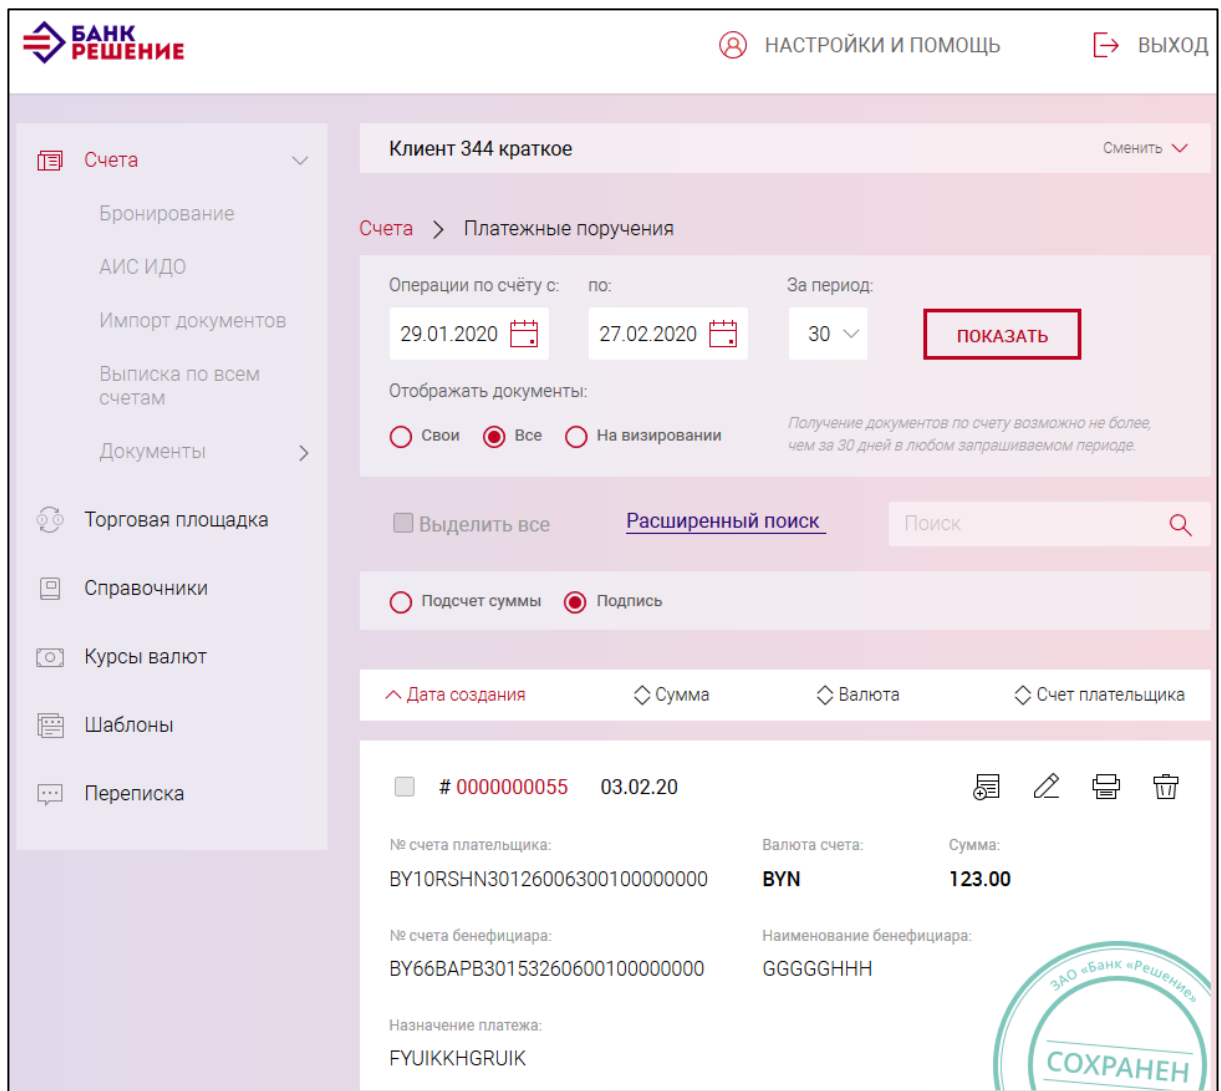 БАНК
РЕШЕНИЕ
НАСТРОЙКИ И ПОМОЩЬ
ВЫХОД
Счета
Бронирование
АИС ИДО
Импорт документов
Выписка по всем
счетам
Документы
Торговая площадка
Справочники
Курсы валют
Шаблоны
Переписка
Клиент 344 краткое
Сменить
Счета > Платежные поручения
Операции по счёту с: по: За период:
29.01.2020 27.02.2020 30 ПОКАЗАТЬ
Отображать документы:
Свои Все На визировании
Получение документов по счету возможно не более,
чем за 30 дней в любом запрашиваемом периоде.
Выделить все Расширенный поиск Поиск
Подсчет суммы Подпись
Дата создания Сумма Валюта Счет плательщика
# 0000000055 03.02.20
№ счета плательщика: Валюта счета: Сумма:
BY10RSHN30126006300100000000 BYN 123.00
№ счета бенефициара: Наименование бенефициара:
BY66BAPB30153260600100000000 GGGGGHHH
Назначение платежа:
FYUIKKHGRUIK
ЗАО «Банк «Решение»
СОХРАНЕН